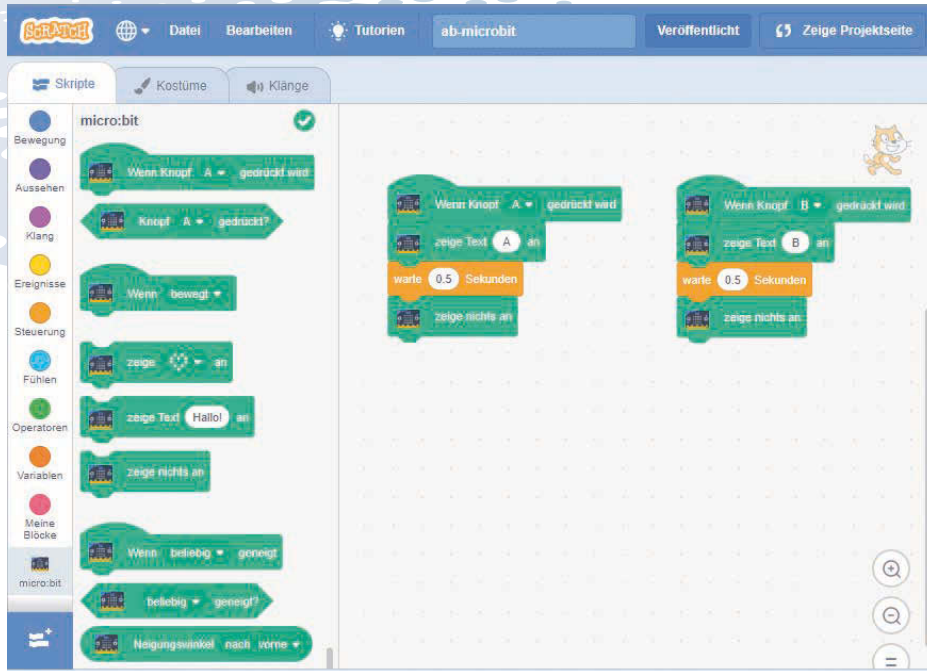 SCRATCH Datei Bearbeiten Tutorien ab-microbit Veröffentlicht Zeige Projektseite
Skripte Kostüme Klänge
Bewegung
Aussehen
Klang
Ereignisse
Steuerung
Fühlen
Operatoren
Variablen
Meine
Blöcke
micro:bit
micro:bit
Wenn Knopf A gedrückt wird
Knopf A gedrückt?
Wenn bewegt
zeige an
zeige Text Hallo! an
zeige nichts an
Wenn beliebig geneigt
beliebig geneigt?
Neigungswinkel nach vorne
Wenn Knopf A gedrückt wird
zeige Text A an
warte 0.5 Sekunden
zeige nichts an
Wenn Knopf B gedrückt wird
zeige Text B an
warte 0.5 Sekunden
zeige nichts an